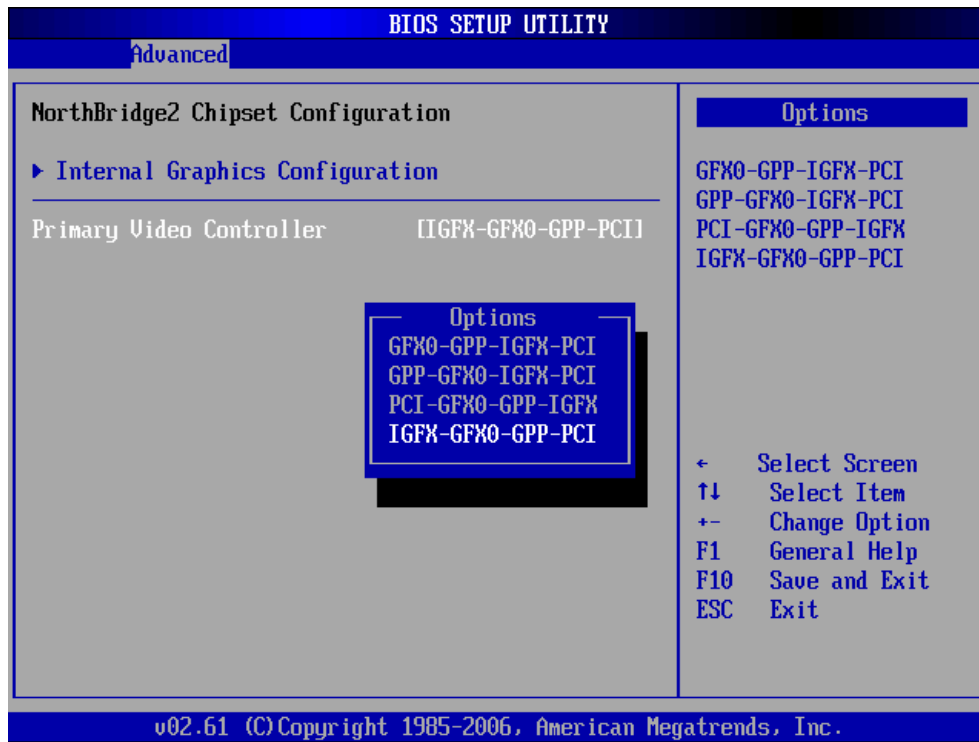 BIOS SETUP UTILITY
Advanced
NorthBridge2 Chipset Configuration
Internal Graphics Configuration
Primary Video Controller [IGFX-GFX0-GPP-PCI]
Options
GFX0-GPP-IGFX-PCI
GPP-GFX0-IGFX-PCI
PCI-GFX0-GPP-IGFX
IGFX-GFX0-GPP-PCI
Options
GFX0-GPP-IGFX-PCI
GPP-GFX0-IGFX-PCI
PCI-GFX0-GPP-IGFX
IGFX-GFX0-GPP-PCI
← Select Screen
↑↓ Select Item
+- Change Option
F1 General Help
F10 Save and Exit
ESC Exit
v02.61 (C)Copyright 1985-2006, American Megatrends, Inc.